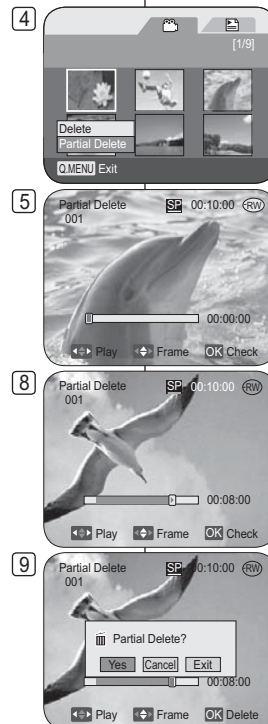 4
[1/9]
Delete
Partial Delete
Q.MENU Exit
5
Partial Delete SP 00:10:00 RW
001
00:00:00
Play Frame OK Check
8
Partial Delete SP 00:10:00 RW
001
00:08:00
Play Frame OK Check
9
Partial Delete SP 00:10:00 RW
001
Partial Delete?
Yes Cancel Exit
00:08:00
Play Frame OK Delete